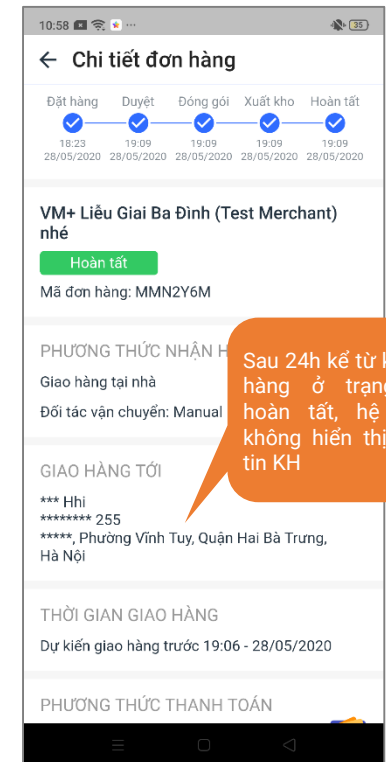 10:58
35
Chi tiết đơn hàng
Đặt hàng Duyệt Đóng gói Xuất kho Hoàn tất
18:23 19:09 19:09 19:09 19:09
28/05/2020 28/05/2020 28/05/2020 28/05/2020 28/05/2020
VM+ Liễu Giai Ba Đình (Test Merchant)
nhé
Hoàn tất
Mã đơn hàng: MMN2Y6M
PHƯƠNG THỨC NHẬN
Giao hàng tại nhà
Đối tác vận chuyển: Manual
Sau 24h kể từ
hàng ở
hoàn tất, hệ
không hiển
tin KH
GIAO HÀNG TỚI
*** Hhi
******** 255
*****, Phường Vĩnh Tuy, Quận Hai Bà Trưng,
Hà Nội
THỜI GIAN GIAO HÀNG
Dự kiến giao hàng trước 19:06 - 28/05/2020
PHƯƠNG THỨC THANH TOÁN